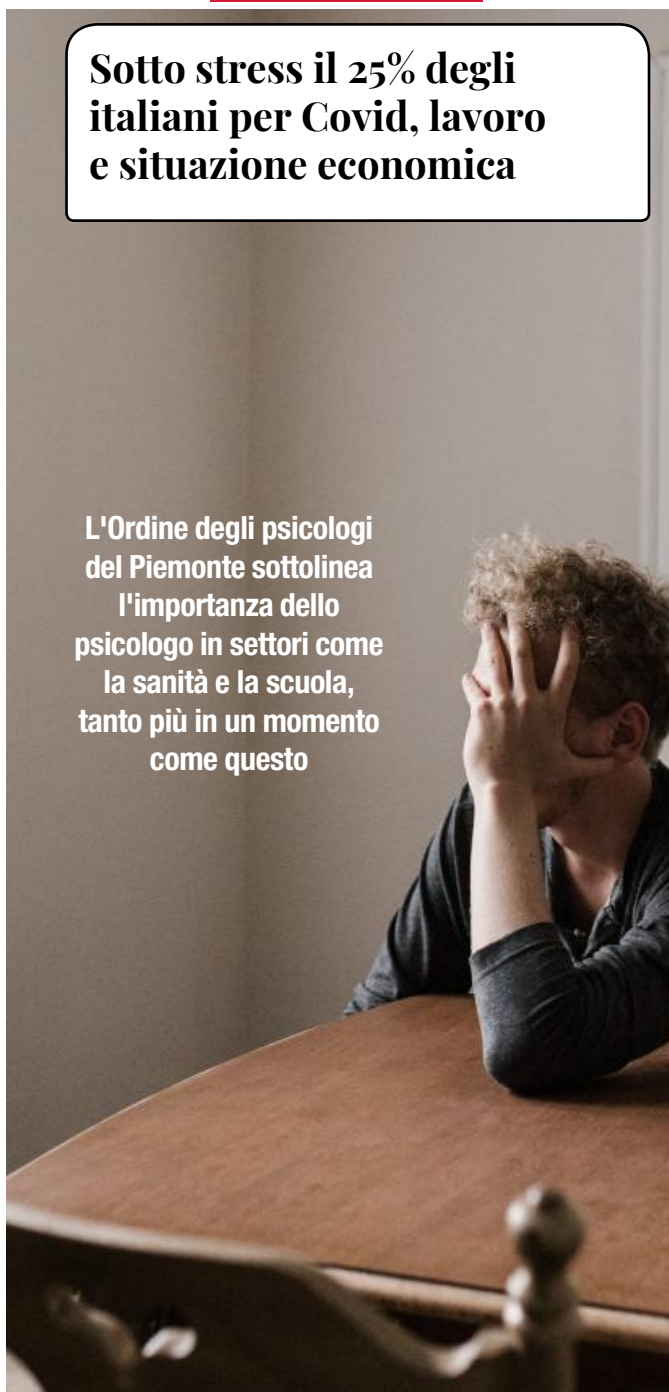 Sotto stress il 25% degli
italiani per Covid, lavoro
e situazione economica
L'Ordine degli psicologi
del Piemonte sottolinea
l'importanza dello
psicologo in settori come
la sanità e la scuola,
tanto più in un momento
come questo